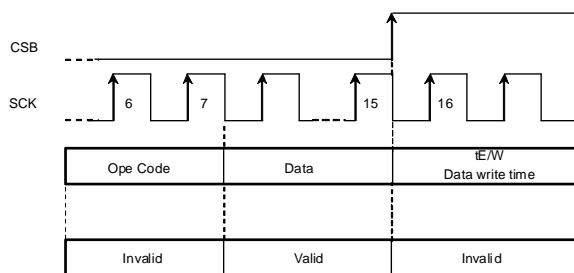 CSB
SCK
6
7
15
16
Ope Code
Data
tE/W
Data write time
Invalid
Valid
Invalid